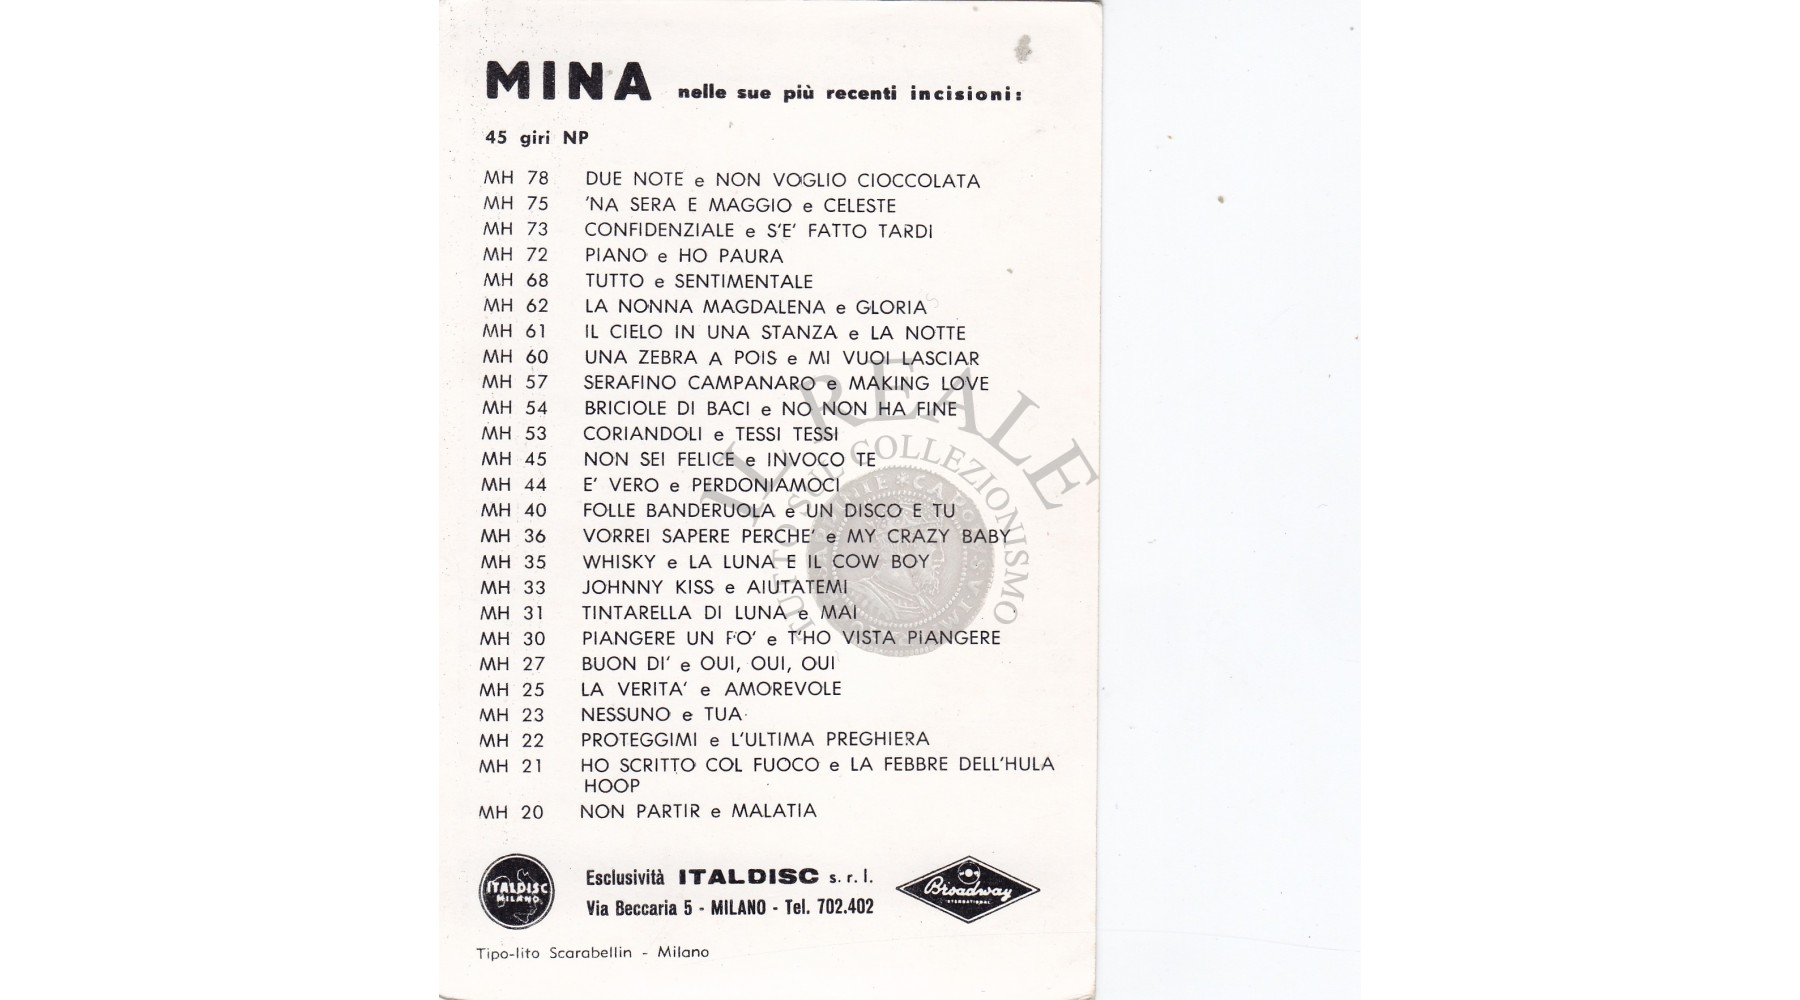 MINA nelle sue più recenti incisioni:
45 giri NP
MH 78 DUE NOTE e NON VOGLIO CIOCCOLATA
MH 75 'NA SERA E MAGGIO e CELESTE
MH 73 CONFIDENZIALE e S'E' FATTO TARDI
MH 72 PIANO e HO PAURA
MH 68 TUTTO e SENTIMENTALE
MH 62 LA NONNA MAGDALENA e GLORIA
MH 61 IL CIELO IN UNA STANZA e LA NOTTE
MH 60 UNA ZEBRA A POIS e MI VUOI LASCIAR
MH 57 SERAFINO CAMPANARO e MAKING LOVE
MH 54 BRICIOLE DI BACI e NO NON HA FINE
MH 53 CORIANDOLI e TESSI TESSI
MH 45 NON SEI FELICE e INVOCO TE
MH 44 E' VERO e PERDONIAMOCI
MH 40 FOLLE BANDERUOLA e UN DISCO E TU
MH 36 VORREI SAPERE PERCHE' e MY CRAZY BABY
MH 35 WHISKY e LA LUNA E IL COW BOY
MH 33 JOHNNY KISS e AIUTATEMI
MH 31 TINTARELLA DI LUNA e MAI
MH 30 PIANGERE UN PO' e T'HO VISTA PIANGERE
MH 27 BUON DI' e OUI, OUI, OUI
MH 25 LA VERITA' e AMOREVOLE
MH 23 NESSUNO e TUA
MH 22 PROTEGGIMI e L'ULTIMA PREGHIERA
MH 21 HO SCRITTO COL FUOCO e LA FEBBRE DELL'HULA
HOOP
MH 20 NON PARTIR e MALATIA
IL REALE
TUTTO SUL COLLEZIONISMO
ITALDISC
MILANO
Esclusività ITALDISC s. r. l.
Via Beccaria 5 - MILANO - Tel. 702.402
Broadway
INTERNATIONAL
Tipo-lito Scarabellin - Milano